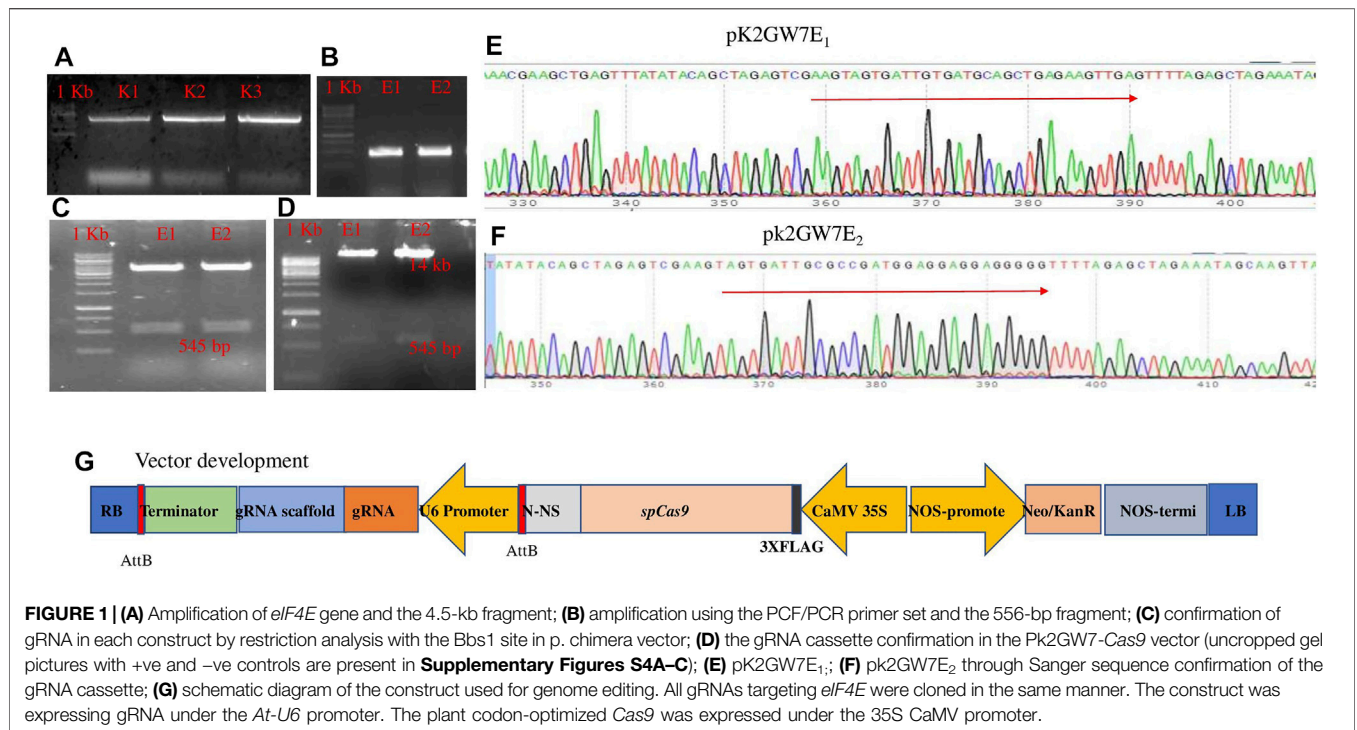 A
1 Kb K1 K2 K3
B
1 Kb E1 E2
C
1 Kb E1 E2
545 bp
D
1 Kb E1 E2
14 kb
545 bp
E
pK2GW7E1
AACGAAGCTGAGTTTATATACAGCTAGAGTCGAAGTAGTGATTGTGATGCAGCTGAGAAGTTGAGTTTTAGAGCTAGAAATA
330 340 350 360 370 380 390 400
F
pk2GW7E2
TATATACAGCTAGAGTCGAAGTAGTGATTGCGCCGATGGAGGAGGAGGGGGTTTTAGAGCTAGAAATAGCAAGTTA
350 360 370 380 390 400 410 42
G
Vector development
RB Terminator gRNA scaffold gRNA U6 Promoter N-NS spCas9 CaMV 35S NOS-promote Neo/KanR NOS-termi LB
AttB AttB 3XFLAG
FIGURE 1 | (A) Amplification of eIF4E gene and the 4.5-kb fragment; (B) amplification using the PCF/PCR primer set and the 556-bp fragment; (C) confirmation of
gRNA in each construct by restriction analysis with the Bbs1 site in p. chimera vector; (D) the gRNA cassette confirmation in the Pk2GW7-Cas9 vector (uncropped gel
pictures with +ve and −ve controls are present in Supplementary Figures S4A–C); (E) pK2GW7E1;; (F) pk2GW7E2 through Sanger sequence confirmation of the
gRNA cassette; (G) schematic diagram of the construct used for genome editing. All gRNAs targeting eIF4E were cloned in the same manner. The construct was
expressing gRNA under the At-U6 promoter. The plant codon-optimized Cas9 was expressed under the 35S CaMV promoter.